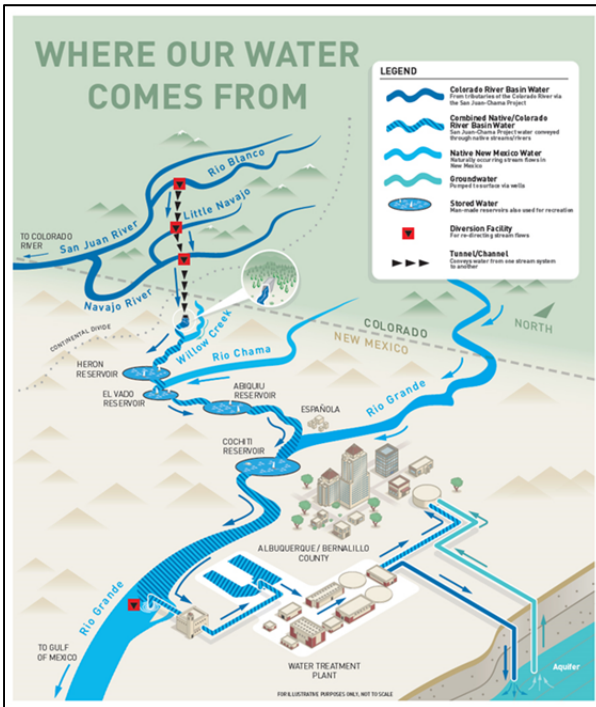 WHERE OUR WATER
COMES FROM
LEGEND
Colorado River Basin Water
From tributaries of the Colorado River via
the San Juan-Chama Project
Combined Native/Colorado
River Basin Water
San Juan-Chama Project water conveyed
through native streams/rivers
Native New Mexico Water
Naturally occurring stream flows in
New Mexico
Groundwater
Pumped to surface via wells
Stored Water
Man-made reservoirs also used for recreation
Diversion Facility
For re-directing stream flows
Tunnel/Channel
Conveys water from one stream system
to another
Rio Blanco
Little Navajo
TO COLORADO
RIVER
San Juan River
Navajo River
CONTINENTAL DIVIDE
Willow Creek
COLORADO
NEW MEXICO
NORTH
Rio Chama
HERON
RESERVOIR
EL VADO
RESERVOIR
ABIQUIU
RESERVOIR
ESPAÑOLA
Rio Grande
COCHITI
RESERVOIR
ALBUQUERQUE / BERNALILLO
COUNTY
Rio Grande
TO GULF
OF MEXICO
WATER TREATMENT
PLANT
Aquifer
FOR ILLUSTRATIVE PURPOSES ONLY, NOT TO SCALE